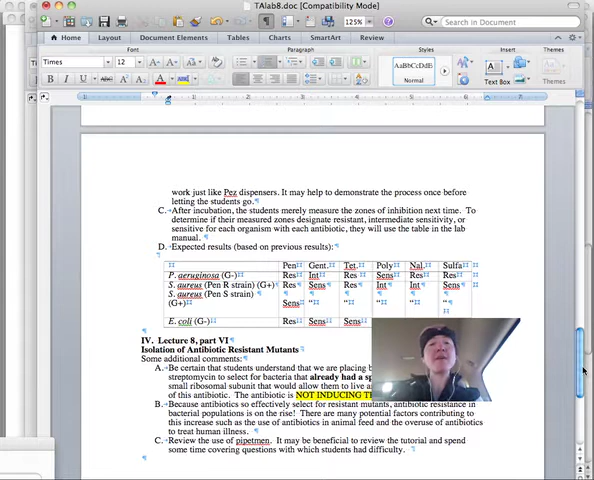 TAlab8.doc [Compatibility Mode]
125%
Search in Document
Home Layout Document Elements Tables Charts SmartArt Review
Font Paragraph Styles Insert Themes
Times 12
AaBbCcDdE
Normal
Text Box Themes
work just like Pez dispensers. It may help to demonstrate the process once before
letting the students go.
C. After incubation, the students merely measure the zones of inhibition next time. To
determine if their measured zones designate resistant, intermediate sensitivity, or
sensitive for each organism with each antibiotic, they will use the table in the lab
manual.
D. Expected results (based on previous results):
Pen Gent. Tet. Poly Nal. Sulfa
P. aeruginosa (G-) Res Int Res Sens Res Res
S. aureus (Pen R strain) (G+) Res Sens Res Int Int Sens
S. aureus (Pen S strain)
(G+) Sens “ “ “ “ “
E. coli (G-) Res Sens Sens
IV. Lecture 8, part VI
Isolation of Antibiotic Resistant Mutants
Some additional comments:
A. Be certain that students understand that we are placing b
streptomycin to select for bacteria that already had a sp
small ribosomal subunit that would allow them to live a
of this antibiotic. The antibiotic is NOT INDUCING
B. Because antibiotics so effectively select for resistant mutants, antibiotic resistance in
bacterial populations is on the rise! There are many potential factors contributing to
this increase such as the use of antibiotics in animal feed and the overuse of antibiotics
to treat human illness.
C. Review the use of pipetmen. It may be beneficial to review the tutorial and spend
some time covering questions with which students had difficulty.